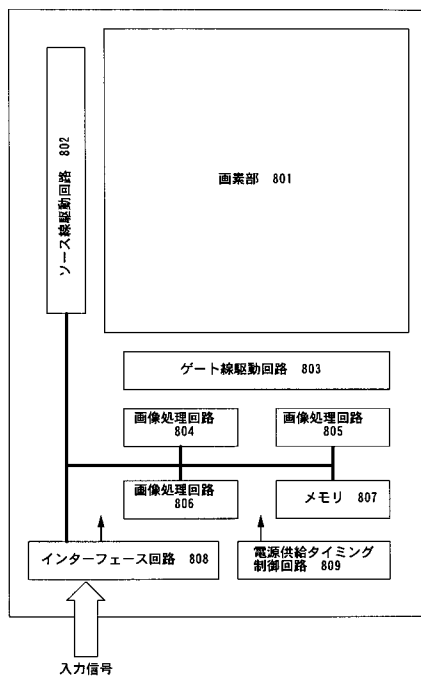 ソース線駆動回路 802
画素部 801
ゲート線駆動回路 803
画像処理回路
804
画像処理回路
805
画像処理回路
806
メモリ 807
インターフェース回路 808
電源供給タイミング
制御回路 809
入力信号